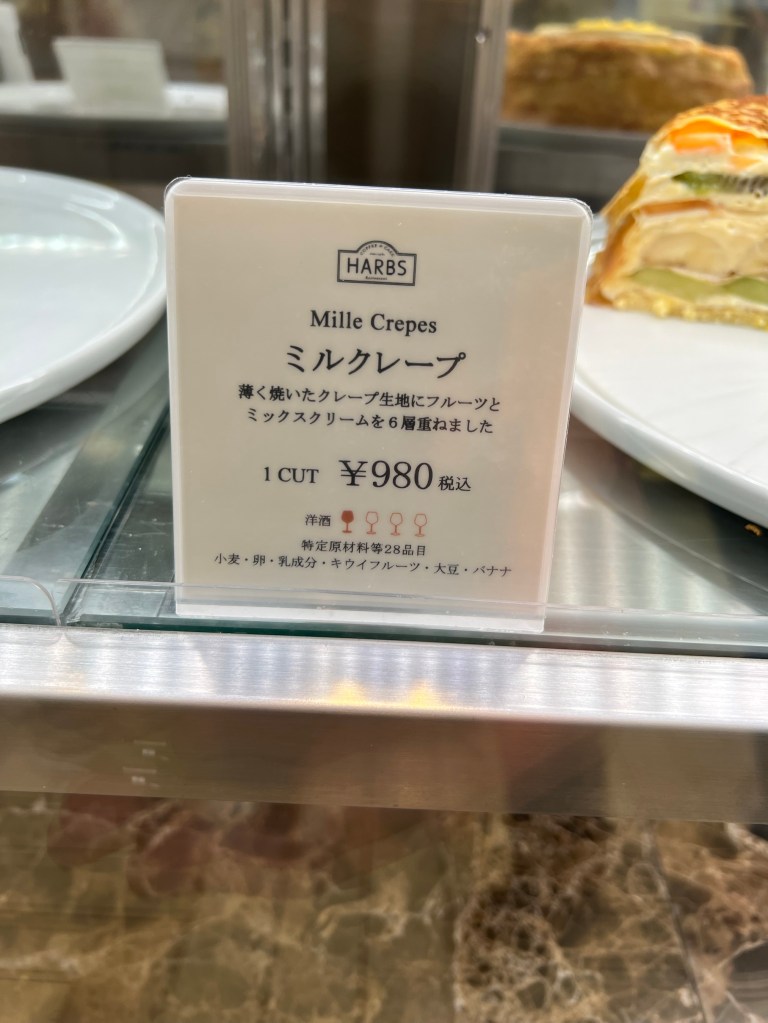 HARBS
Mille Crepes
ミルクレープ
薄く焼いたクレープ生地にフルーツと
ミックスクリームを６層重ねました
1 CUT ￥980 税込
洋酒
特定原材料等28品目
小麦・卵・乳成分・キウイフルーツ・大豆・バナナ